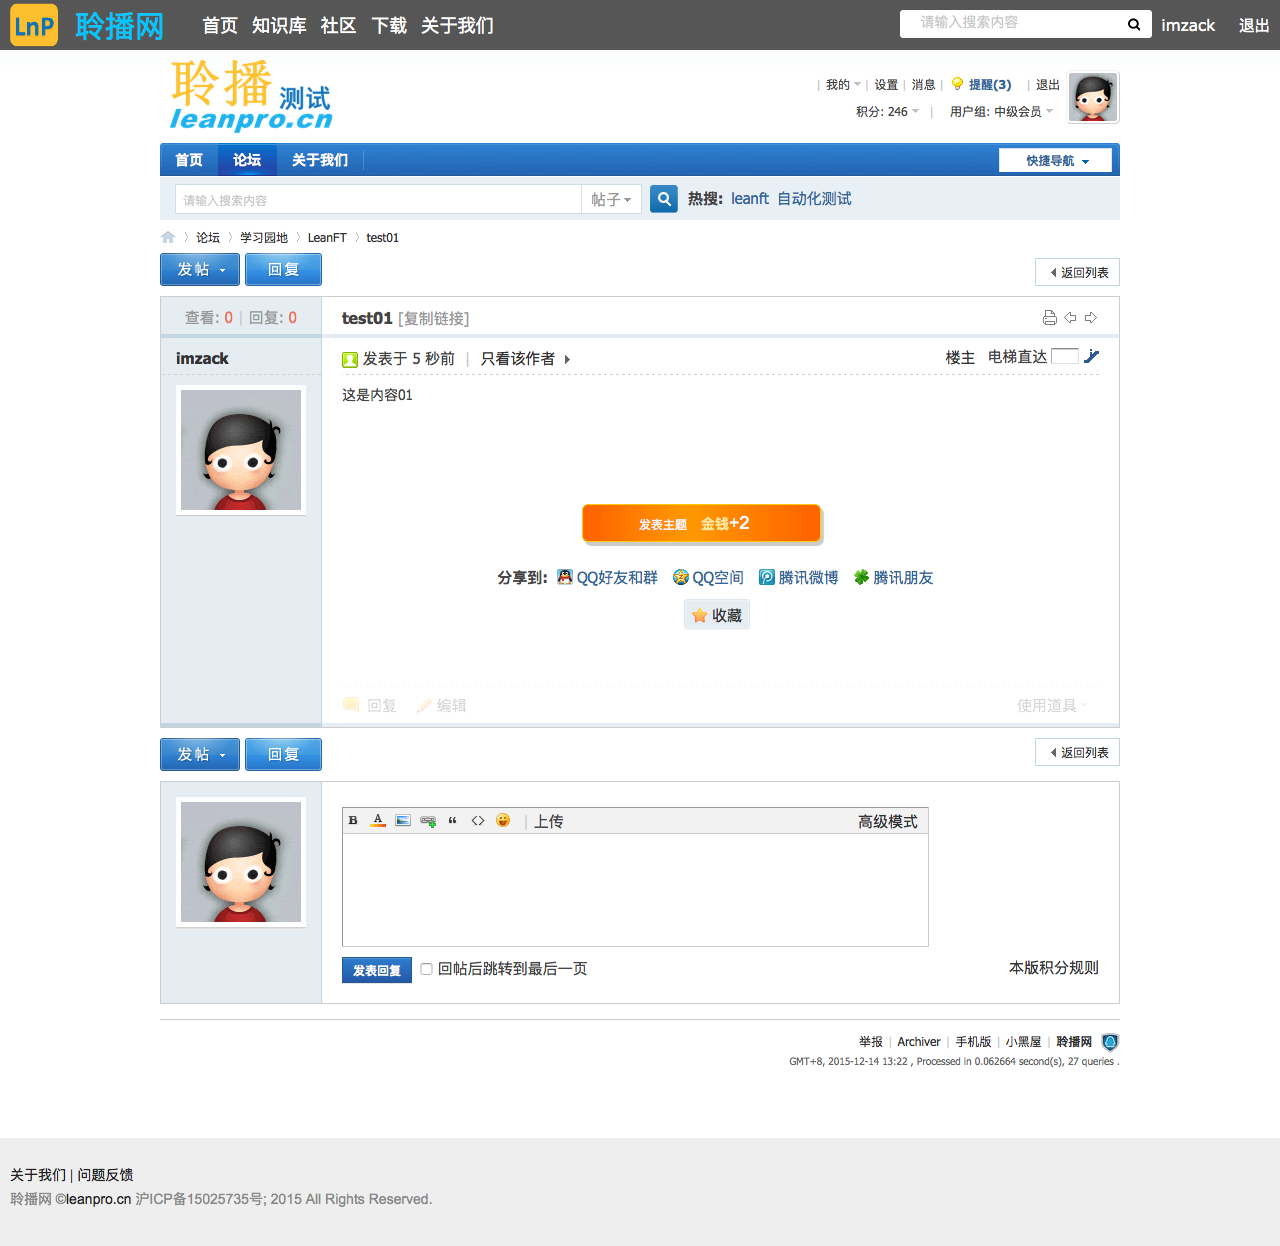 LnP 聆播网 首页 知识库 社区 下载 关于我们 请输入搜索内容 imzack 退出
聆播测试
leanpro.cn
| 我的 | 设置 | 消息 | 提醒(3) | 退出
积分: 246 | 用户组: 中级会员
首页 论坛 关于我们 快捷导航
请输入搜索内容 帖子 热搜: leanft 自动化测试
论坛 〉 学习园地 〉 LeanFT 〉 test01
发帖 回复 返回列表
查看: 0 | 回复: 0 test01 [复制链接]
imzack 发表于 5 秒前 | 只看该作者 楼主 电梯直达
这是内容01
发表主题 金钱+2
分享到: QQ好友和群 QQ空间 腾讯微博 腾讯朋友
收藏
回复 编辑 使用道具
发帖 回复 返回列表
B A “ <> | 上传 高级模式
发表回复 回帖后跳转到最后一页 本版积分规则
举报 | Archiver | 手机版 | 小黑屋 | 聆播网
GMT+8, 2015-12-14 13:22 , Processed in 0.062664 second(s), 27 queries .
关于我们 | 问题反馈
聆播网 ©leanpro.cn 沪ICP备15025735号; 2015 All Rights Reserved.